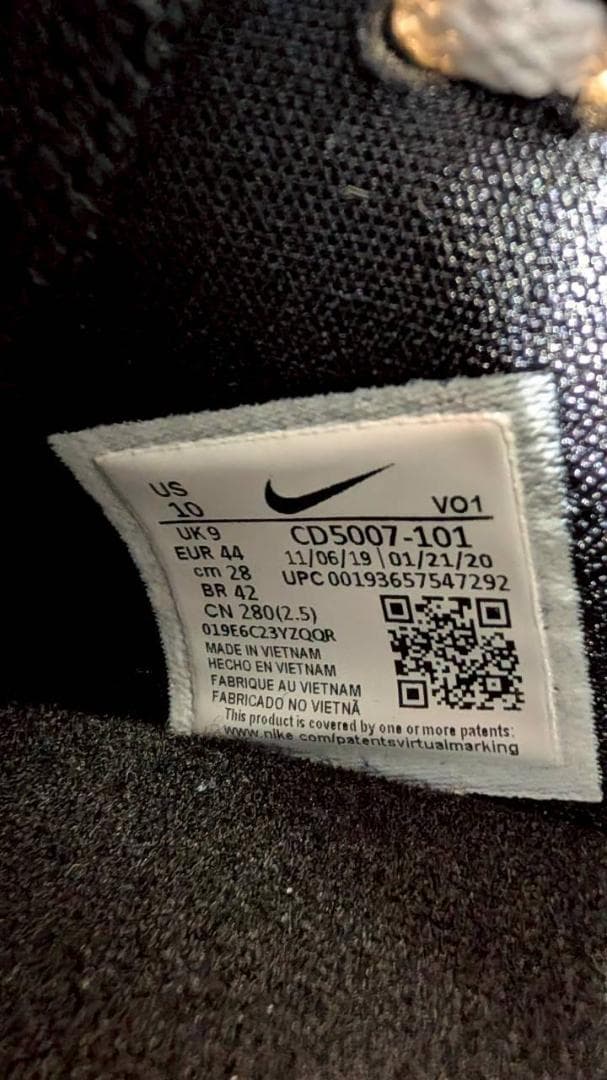 US
10
VO1
UK 9
CD5007-101
EUR 44
11/06/19 | 01/21/20
cm 28
UPC 00193657547292
BR 42
CN 280(2.5)
019E6C23YZQQR
MADE IN VIETNAM
HECHO EN VIETNAM
FABRIQUE AU VIETNAM
FABRICADO NO VIETNÃ
This product is covered by one or more patents:
www.nike.com/patentsvirtualmarking